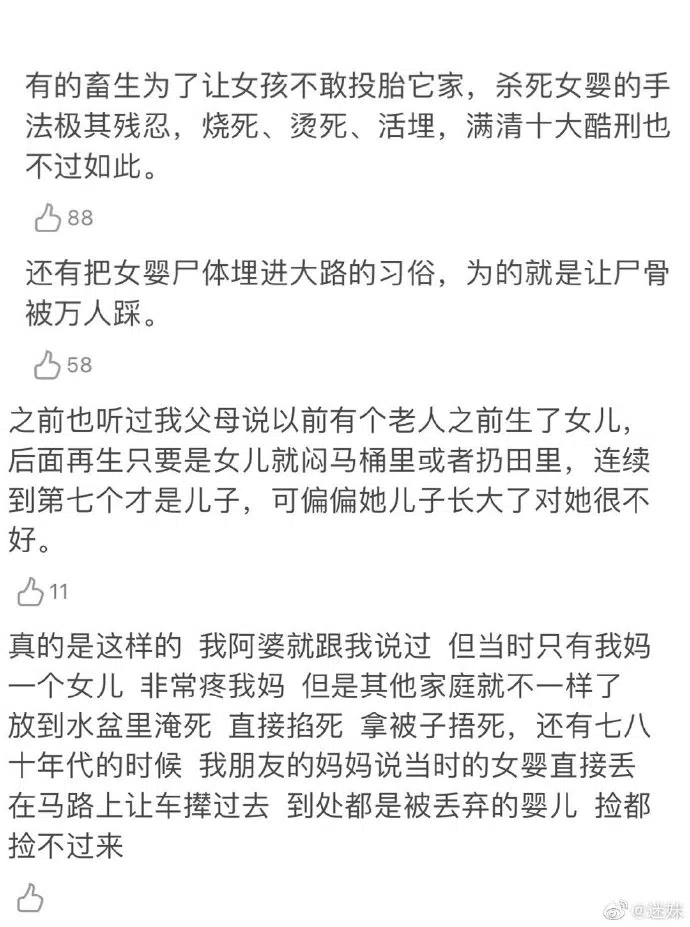 有的畜生为了让女孩不敢投胎它家，杀死女婴的手
法极其残忍，烧死、烫死、活埋，满清十大酷刑也
不过如此。
88
还有把女婴尸体埋进大路的习俗，为的就是让尸骨
被万人踩。
58
之前也听过我父母说以前有个老人之前生了女儿，
后面再生只要是女儿就闷马桶里或者扔田里，连续
到第七个才是儿子，可偏偏她儿子长大了对她很不
好。
11
真的是这样的 我阿婆就跟我说过 但当时只有我妈
一个女儿 非常疼我妈 但是其他家庭就不一样了
放到水盆里淹死 直接掐死 拿被子捂死，还有七八
十年代的时候 我朋友的妈妈说当时的女婴直接丢
在马路上让车撵过去 到处都是被丢弃的婴儿 捡都
捡不过来
@迷妹